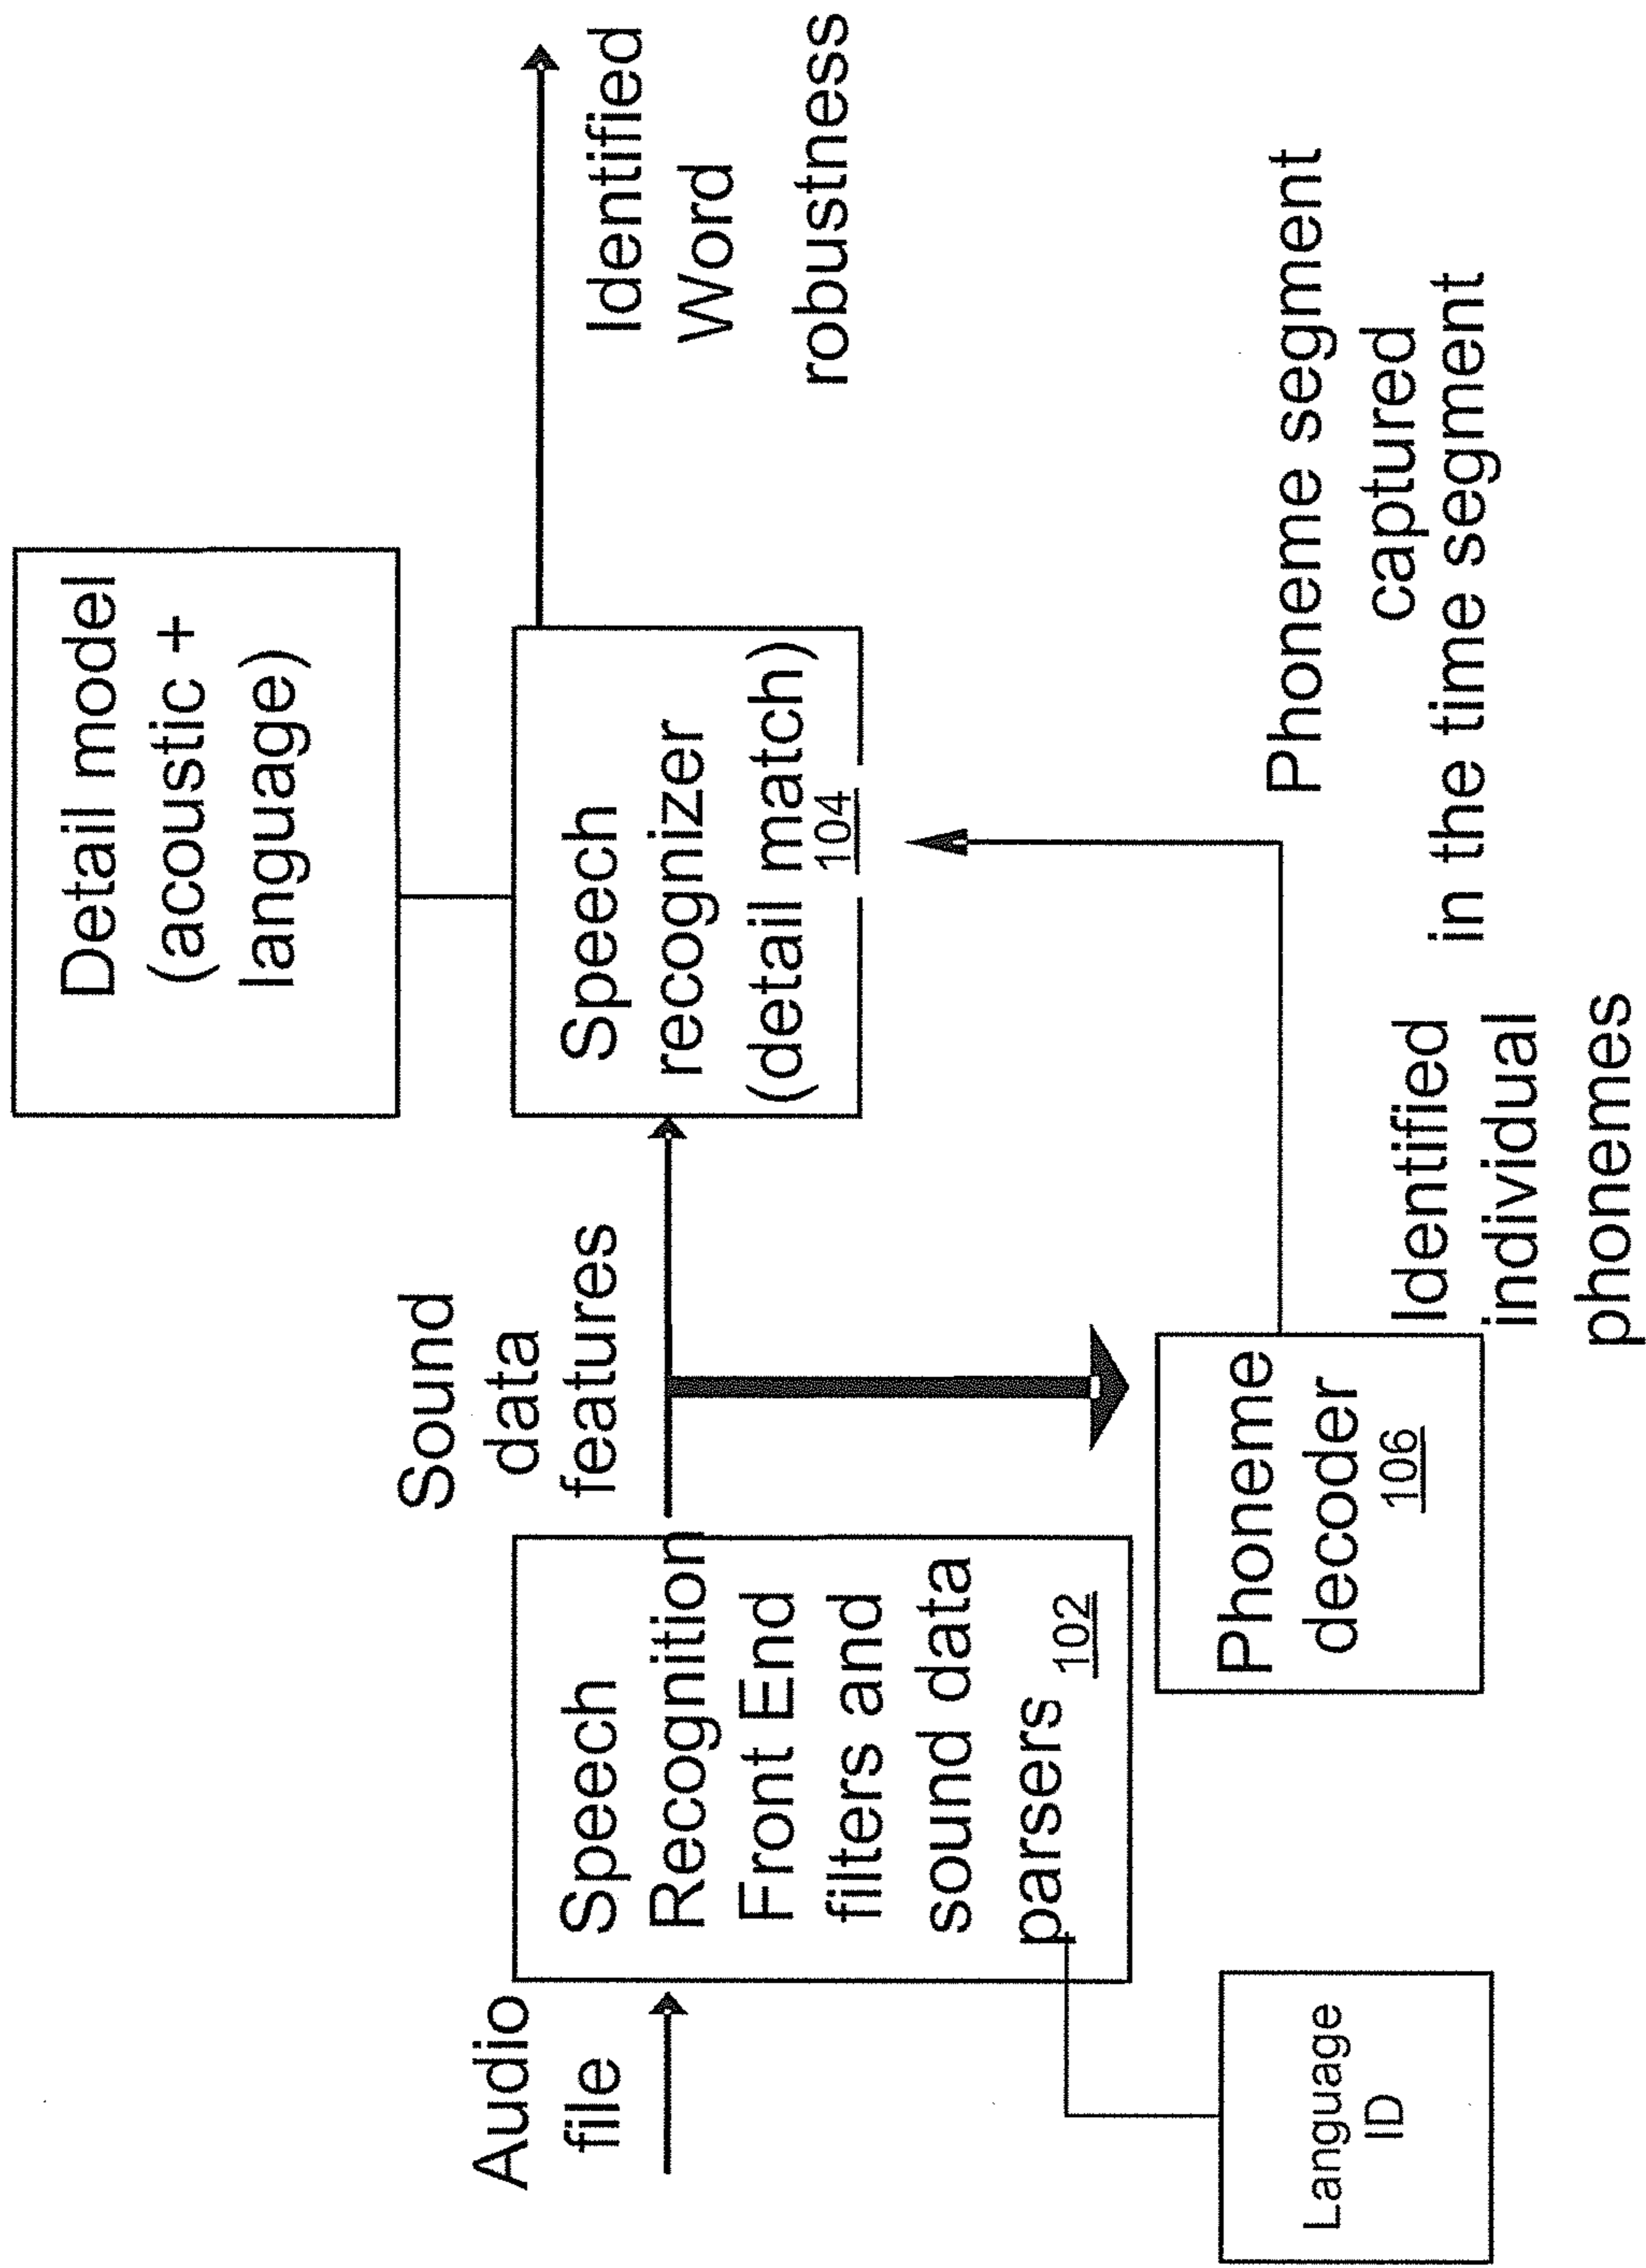 Audio
file
Speech
Recognition
Front End
filters and
sound data
parsers 102
Language
ID
Sound
data
features
Phoneme
decoder
106
Detail model
(acoustic +
language)
Speech
recognizer
(detail match)
104
Identified
individual
phonemes
Phoneme segment
captured
in the time segment
Identified
Word
robustness